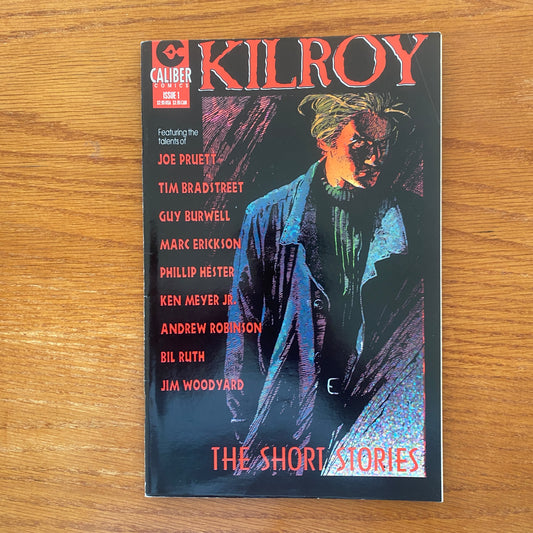 KILROY
CALIBER
COMICS
ISSUE 1
Featuring the
talents of
JOE PRUETT
TIM BRADSTREET
GUY BURWELL
MARC ERICKSON
PHILLIP HESTER
KEN MEYER JR.
ANDREW ROBINSON
BIL RUTH
JIM WOODYARD
THE SHORT STORIES